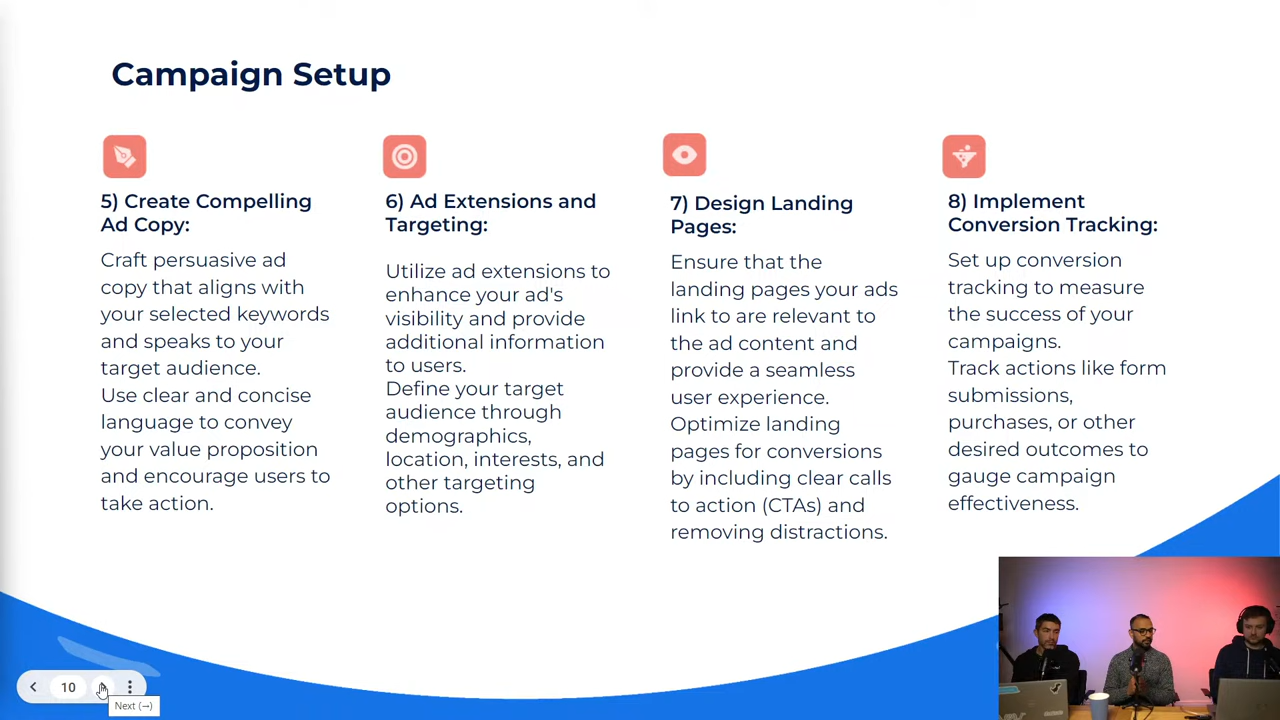 Campaign Setup
5) Create Compelling
Ad Copy:
Craft persuasive ad
copy that aligns with
your selected keywords
and speaks to your
target audience.
Use clear and concise
language to convey
your value proposition
and encourage users to
take action.
6) Ad Extensions and
Targeting:
Utilize ad extensions to
enhance your ad's
visibility and provide
additional information
to users.
Define your target
audience through
demographics,
location, interests, and
other targeting
options.
7) Design Landing
Pages:
Ensure that the
landing pages your ads
link to are relevant to
the ad content and
provide a seamless
user experience.
Optimize landing
pages for conversions
by including clear calls
to action (CTAs) and
removing distractions.
8) Implement
Conversion Tracking:
Set up conversion
tracking to measure
the success of your
campaigns.
Track actions like form
submissions,
purchases, or other
desired outcomes to
gauge campaign
effectiveness.
10
Next (→)